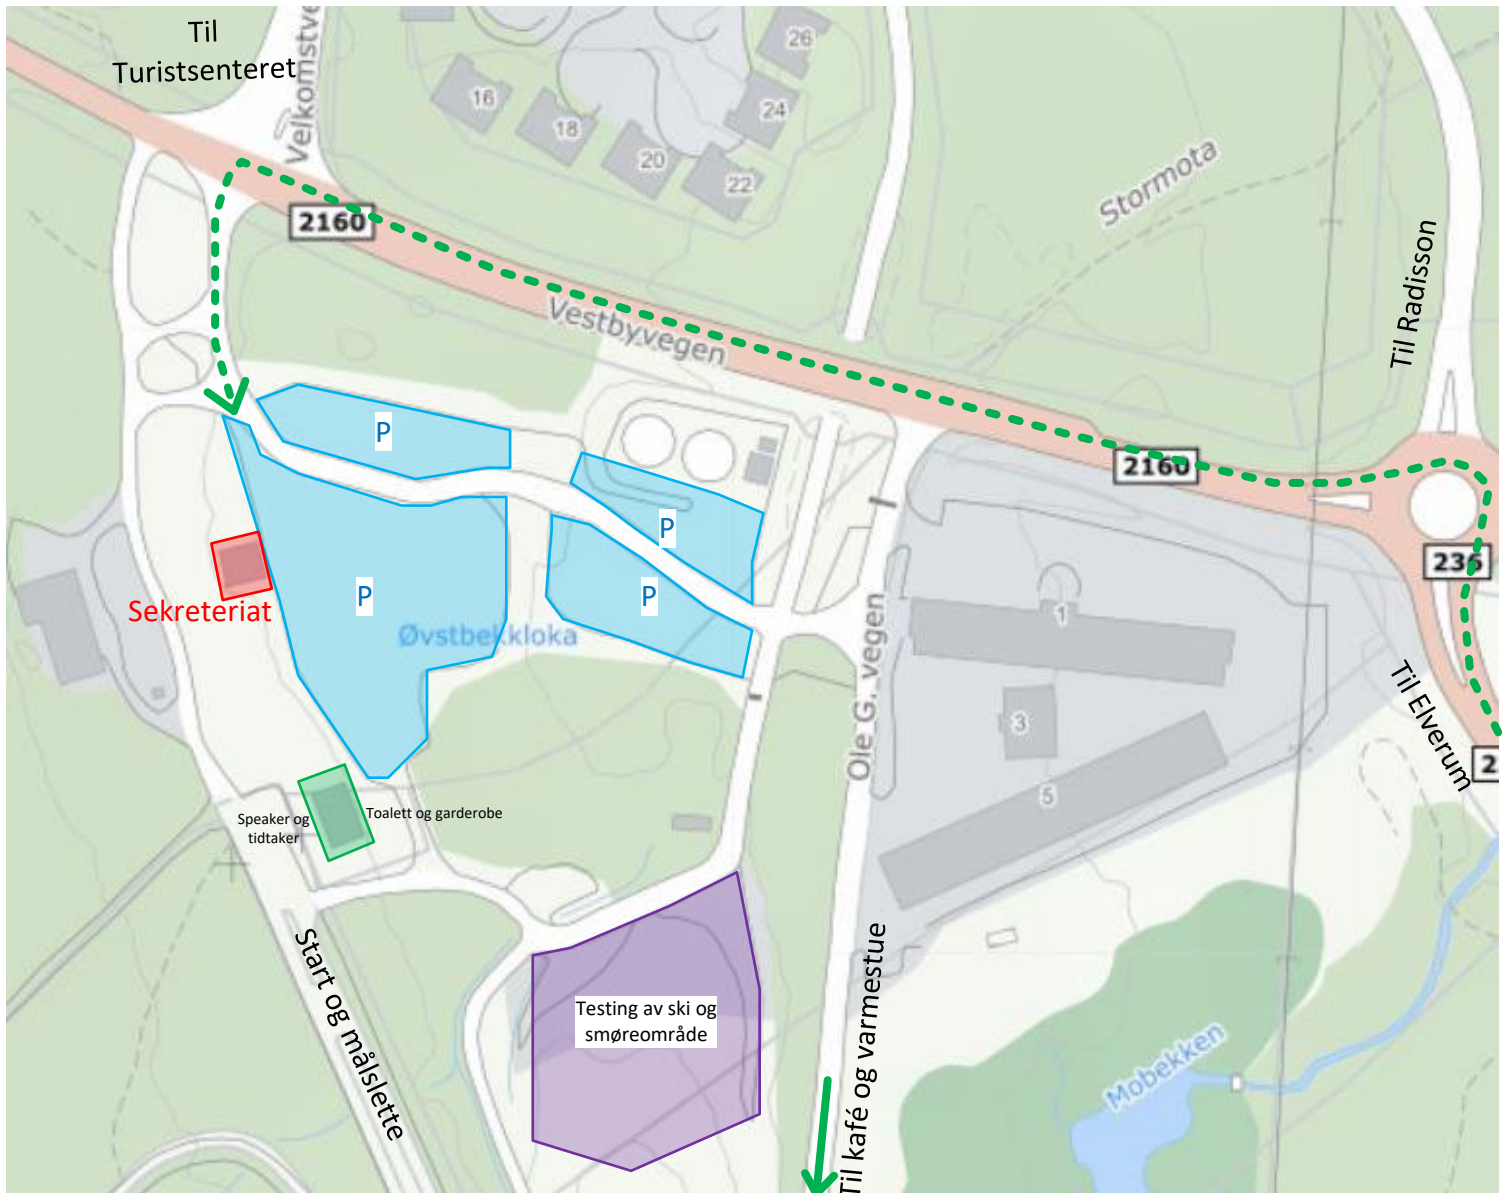 Til
Turistsenteret
Velkomstve
26
16
24
18
20
22
Stormota
2160
Vestbyvegen
Til Radisson
P
2160
P
236
P
P
Sekreteriat
Øvstbekkloka
1
Ole G. vegen
3
Til Elverum
2
5
Speaker og
tidtaker
Toalett og garderobe
Start og målslette
Testing av ski og
smøreområde
Til kafé og varmestue
Mobekken